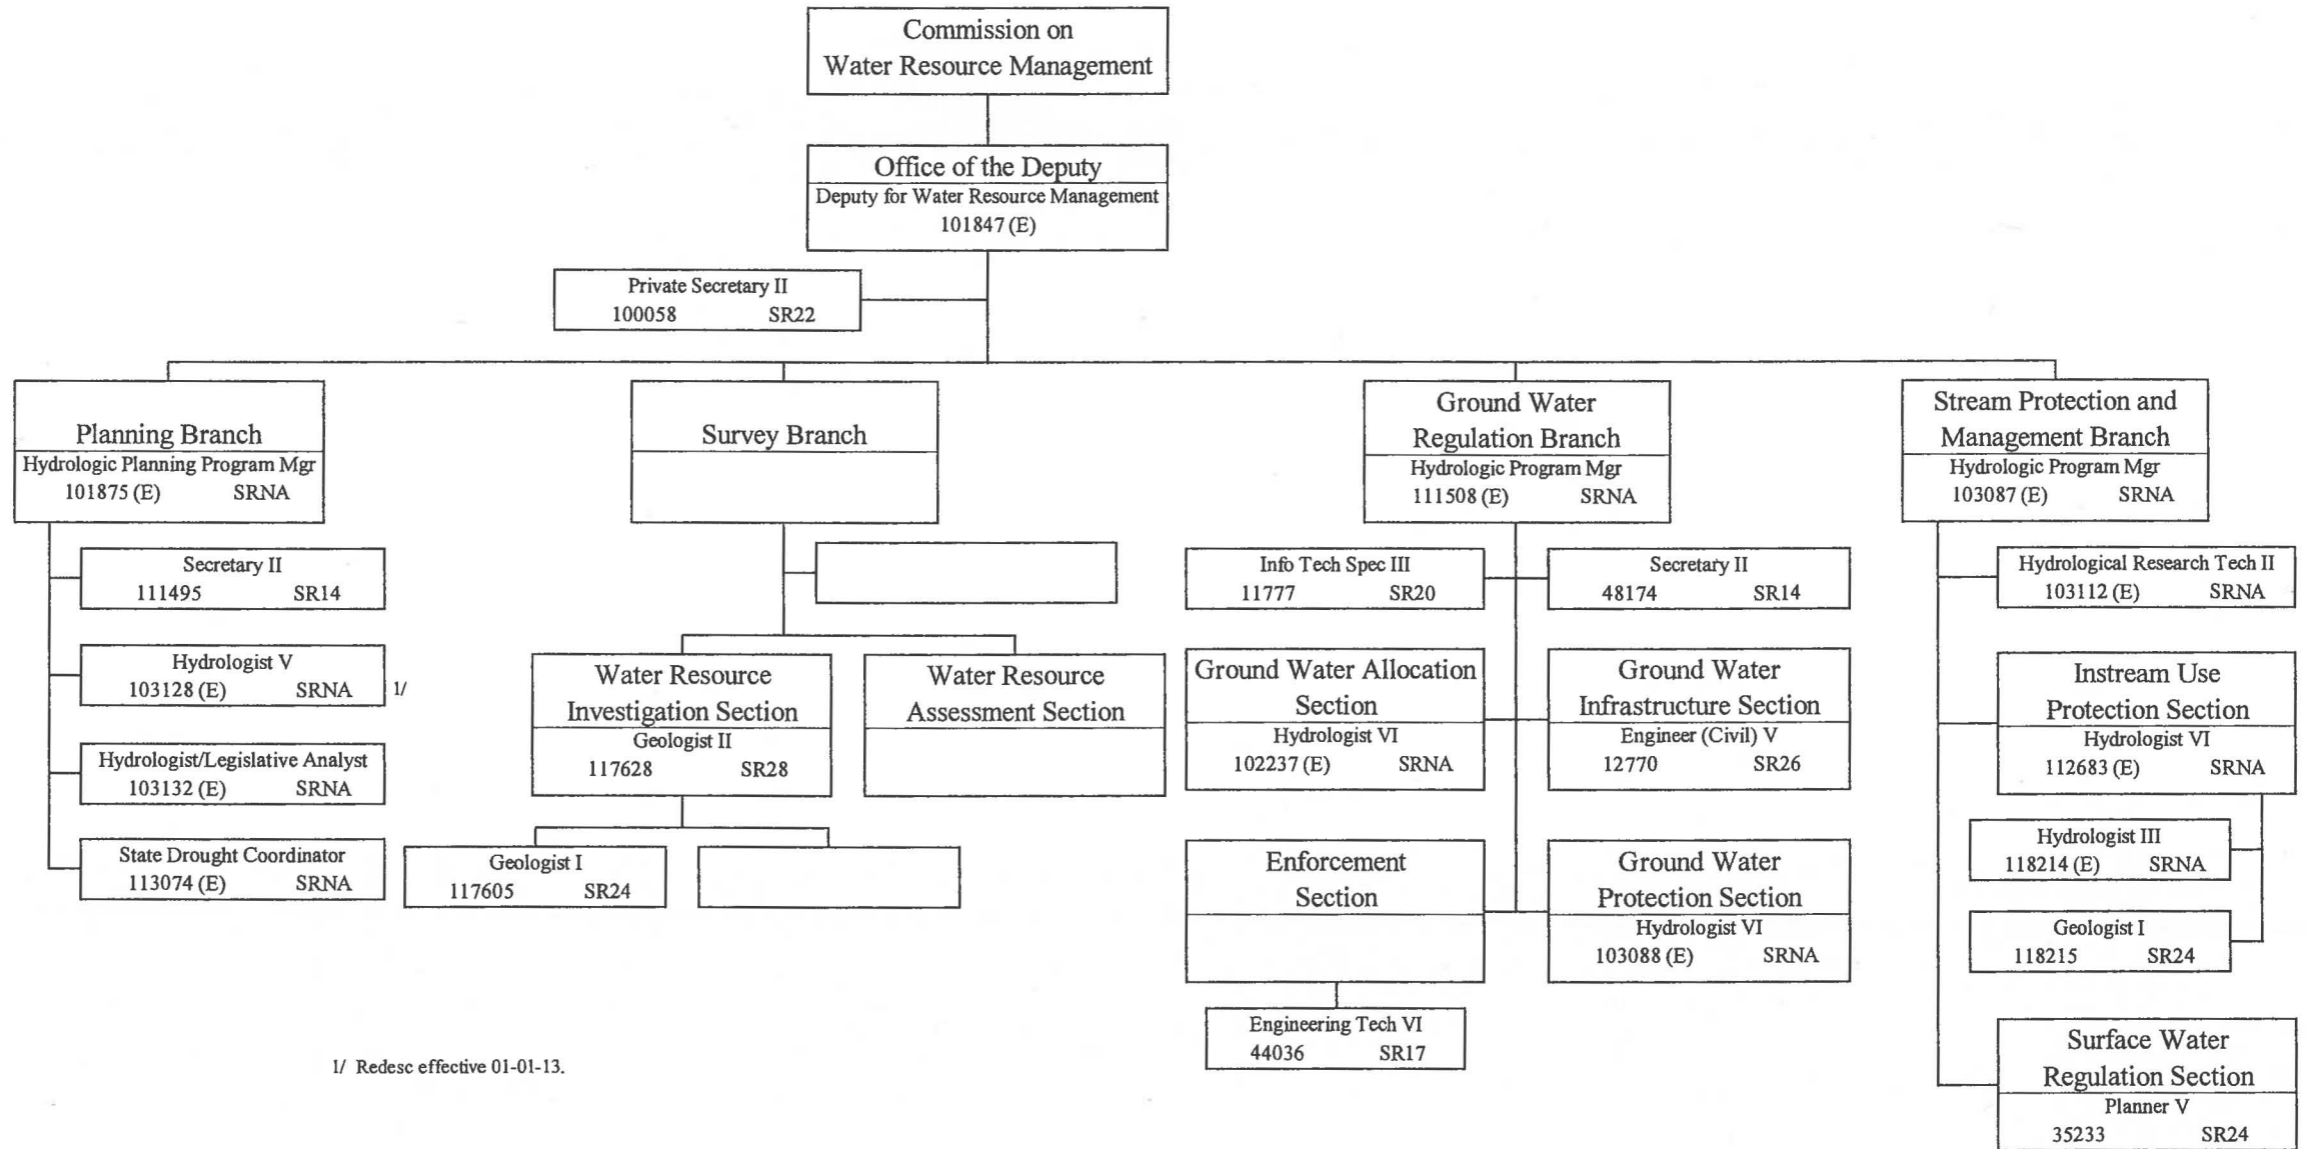 Commission on
Water Resource Management
Office of the Deputy
Deputy for Water Resource Management
101847 (E)
Private Secretary II
100058 SR22
Planning Branch
Hydrologic Planning Program Mgr
101875 (E) SRNA
Secretary II
111495 SR14
Hydrologist V
103128 (E) SRNA 1/
Hydrologist/Legislative Analyst
103132 (E) SRNA
State Drought Coordinator
113074 (E) SRNA
Survey Branch
Water Resource
Investigation Section
Geologist II
117628 SR28
Geologist I
117605 SR24
Water Resource
Assessment Section
Ground Water
Regulation Branch
Hydrologic Program Mgr
111508 (E) SRNA
Info Tech Spec III
11777 SR20
Secretary II
48174 SR14
Ground Water Allocation
Section
Hydrologist VI
102237 (E) SRNA
Ground Water
Infrastructure Section
Engineer (Civil) V
12770 SR26
Enforcement
Section
Engineering Tech VI
44036 SR17
Ground Water
Protection Section
Hydrologist VI
103088 (E) SRNA
Stream Protection and
Management Branch
Hydrologic Program Mgr
103087 (E) SRNA
Hydrological Research Tech II
103112 (E) SRNA
Instream Use
Protection Section
Hydrologist VI
112683 (E) SRNA
Hydrologist III
118214 (E) SRNA
Geologist I
118215 SR24
Surface Water
Regulation Section
Planner V
35233 SR24
1/ Redesc effective 01-01-13.